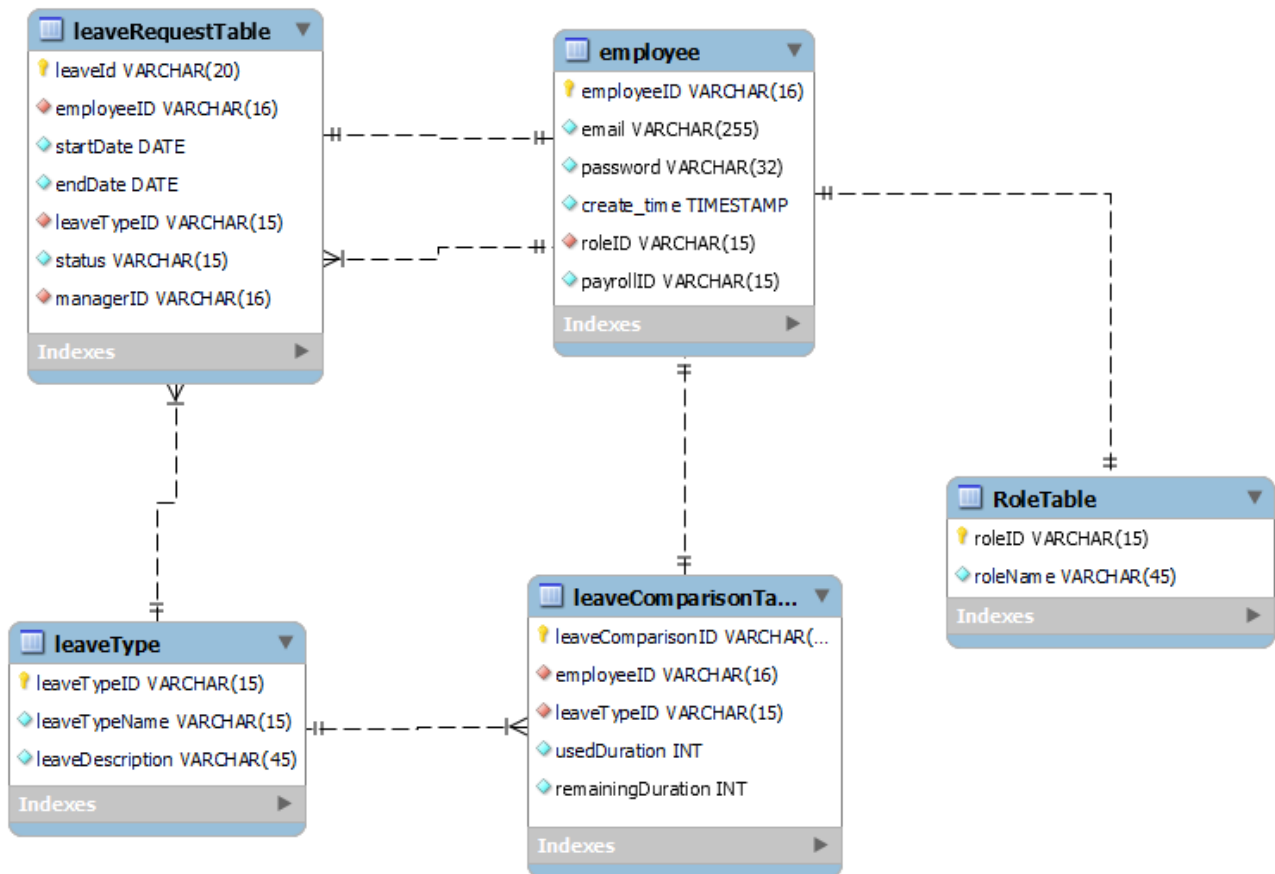 leaveRequestTable
leaveId VARCHAR(20)
employeeID VARCHAR(16)
startDate DATE
endDate DATE
leaveTypeID VARCHAR(15)
status VARCHAR(15)
managerID VARCHAR(16)
Indexes
employee
employeeID VARCHAR(16)
email VARCHAR(255)
password VARCHAR(32)
create_time TIMESTAMP
roleID VARCHAR(15)
payrollID VARCHAR(15)
Indexes
RoleTable
roleID VARCHAR(15)
roleName VARCHAR(45)
Indexes
leaveComparisonTa...
leaveComparisonID VARCHAR(...
employeeID VARCHAR(16)
leaveTypeID VARCHAR(15)
usedDuration INT
remainingDuration INT
Indexes
leaveType
leaveTypeID VARCHAR(15)
leaveTypeName VARCHAR(15)
leaveDescription VARCHAR(45)
Indexes